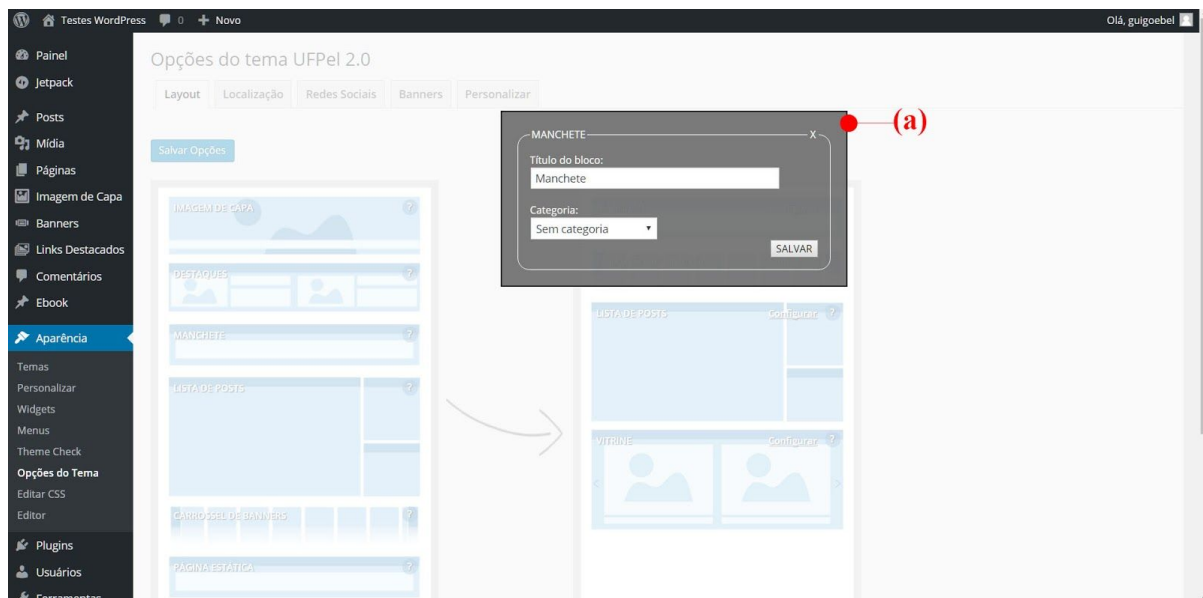 Testes WordPress 0 + Novo Olá, guigoebel
Painel
Jetpack
Posts
Mídia
Páginas
Imagem de Capa
Banners
Links Destacados
Comentários
Ebook
Aparência
Temas
Personalizar
Widgets
Menus
Theme Check
Opções do Tema
Editar CSS
Editor
Plugins
Usuários
Ferramentas
Opções do tema UFPel 2.0
Layout Localização Redes Sociais Banners Personalizar
Salvar Opções
IMAGEM DE CAPA ?
DESTAQUES ?
MANCHETE ?
LISTA DE POSTS ?
CARROSSEL DE BANNERS ?
PÁGINA ESTÁTICA ?
MANCHETE X
Título do bloco:
Manchete
Categoria:
Sem categoria
SALVAR
(a)
LISTA DE POSTS Configurar ?
VITRINE Configurar ?